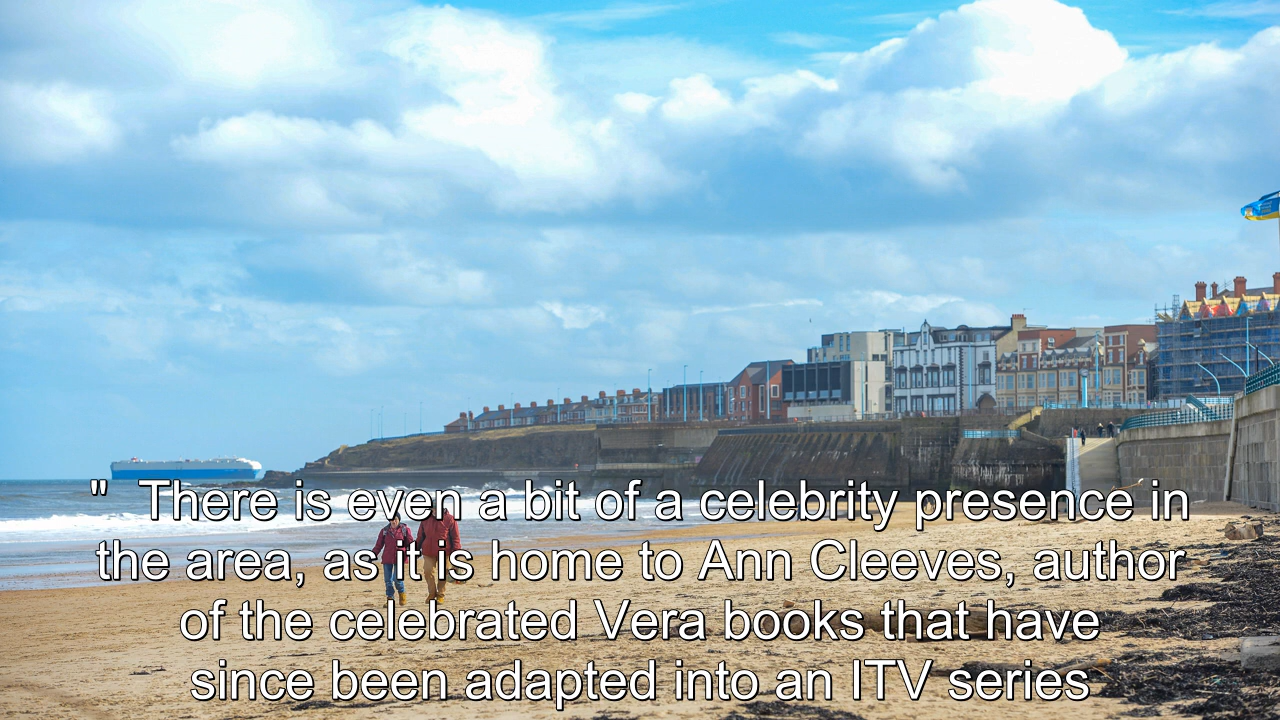 " There is even a bit of a celebrity presence in
the area, as it is home to Ann Cleeves, author
of the celebrated Vera books that have
since been adapted into an ITV series